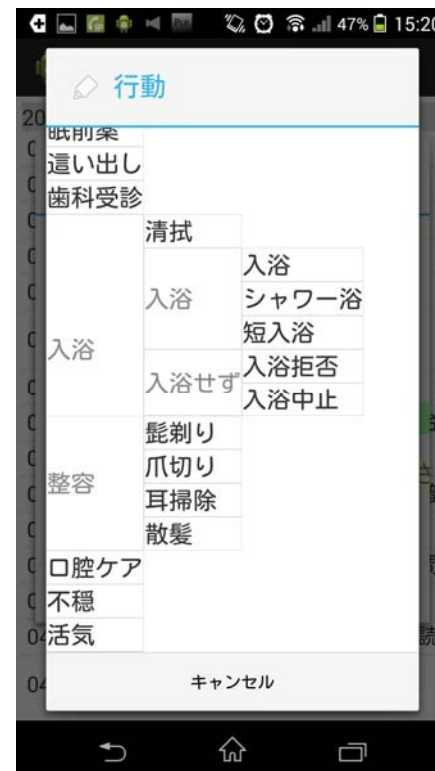 47% 15:20
行動
20
眠前薬
這い出し
歯科受診
入浴
清拭
入浴
入浴
シャワー浴
短入浴
入浴せず
入浴拒否
入浴中止
整容
髭剃り
爪切り
耳掃除
散髪
口腔ケア
不穏
04
活気
04
キャンセル